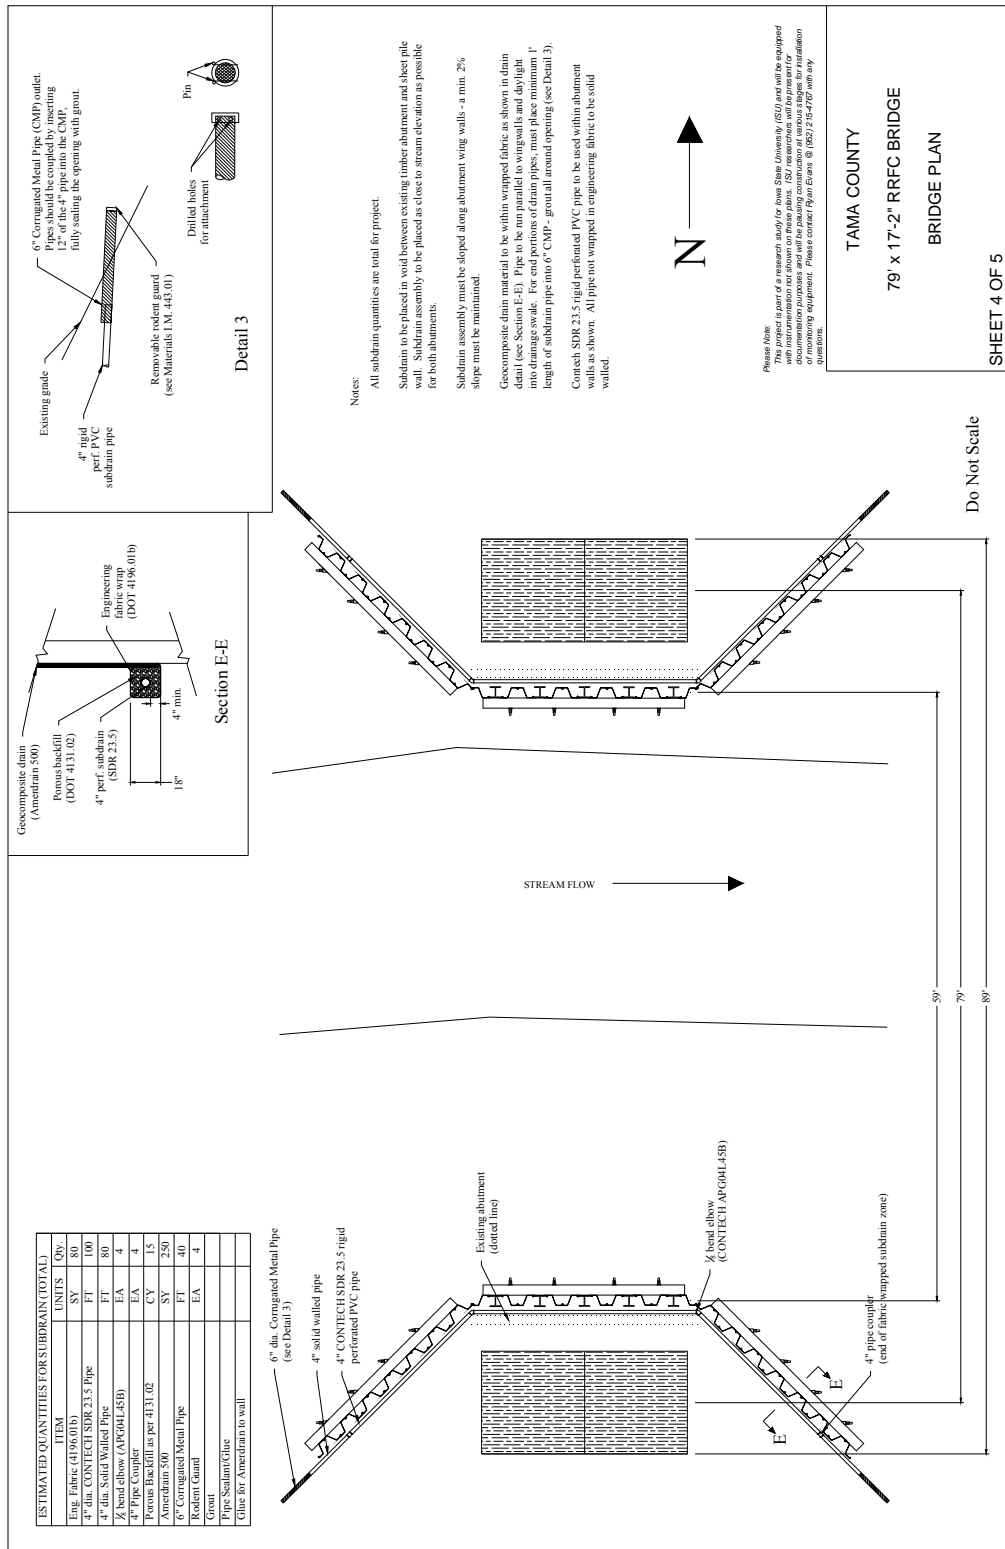 ESTIMATED QUANTITIES FOR SUBDRAIN (TOTAL)
ITEM UNITS Qty.
Eng. Fabric (4196.01b) SY 80
4" dia. CONTECH SDR 23.5 Pipe FT 100
4" dia. Solid Walled Pipe FT 80
⅛ bend elbow (APG04L45B) EA 4
4" Pipe Coupler EA 4
Porous Backfill as per 4131.02 CY 15
Amerdrain 500 SY 250
6" Corrugated Metal Pipe FT 40
Rodent Guard EA 4
Grout
Pipe Sealant/Glue
Glue for Amerdrain to wall
Geocomposite drain
(Amerdrain 500)
Porous backfill
(DOT 4131.02)
4" perf. subdrain
(SDR 23.5)
18"
4" min.
Engineering
fabric wrap
(DOT 4196.01b)
Section E-E
Existing grade
4" rigid
perf. PVC
subdrain pipe
6" Corrugated Metal Pipe (CMP) outlet.
Pipes should be coupled by inserting
12" of the 4" pipe into the CMP,
fully sealing the opening with grout.
Removable rodent guard
(see Materials I.M. 443.01)
Drilled holes
for attachment
Pin
Detail 3
6" dia. Corrugated Metal Pipe
(see Detail 3)
4" solid walled pipe
4" CONTECH SDR 23.5 rigid
perforated PVC pipe
Existing abutment
(dotted line)
⅛ bend elbow
(CONTECH APG04L45B)
4" pipe coupler
(end of fabric wrapped subdrain zone)
E
E
STREAM FLOW
59'
79'
89'
Notes:
All subdrain quantities are total for project.
Subdrain to be placed in void between existing timber abutment and sheet pile
wall. Subdrain assembly to be placed as close to stream elevation as possible
for both abutments.
Subdrain assembly must be sloped along abutment wing walls - a min. 2%
slope must be maintained.
Geocomposite drain material to be within wrapped fabric as shown in drain
detail (see Section E-E). Pipe to be run parallel to wingwalls and daylight
into drainage swale. For end portions of drain pipes, must place minimum 1'
length of subdrain pipe into 6" CMP - grout all around opening (see Detail 3).
Contech SDR 23.5 rigid perforated PVC pipe to be used within abutment
walls as shown. All pipe not wrapped in engineering fabric to be solid
walled.
N
Do Not Scale
Please Note:
This project is part of a research study for Iowa State University (ISU) and will be equipped
with instrumentation not shown on these plans. ISU researchers will be present for
documentation purposes and will be pausing construction at various stages for installation
of monitoring equipment. Please contact Ryan Evans @ (952) 215-4767 with any
questions.
TAMA COUNTY
79' x 17'-2" RRFC BRIDGE
BRIDGE PLAN
SHEET 4 OF 5